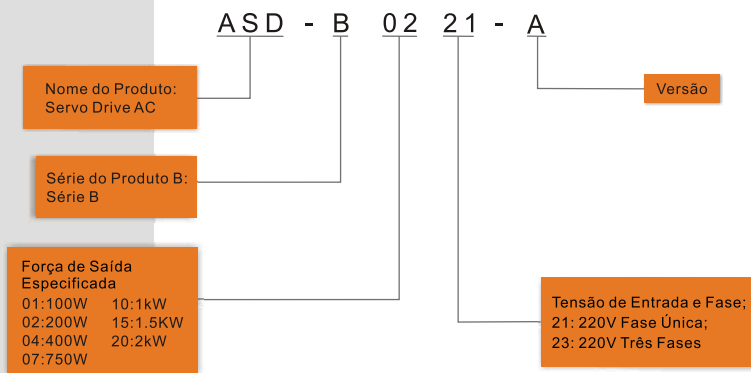 ASD - B 02 21 - A
Nome do Produto:
Servo Drive AC
Versão
Série do Produto B:
Série B
Força de Saída
Especificada
01:100W 10:1kW
02:200W 15:1.5KW
04:400W 20:2kW
07:750W
Tensão de Entrada e Fase;
21: 220V Fase Única;
23: 220V Três Fases